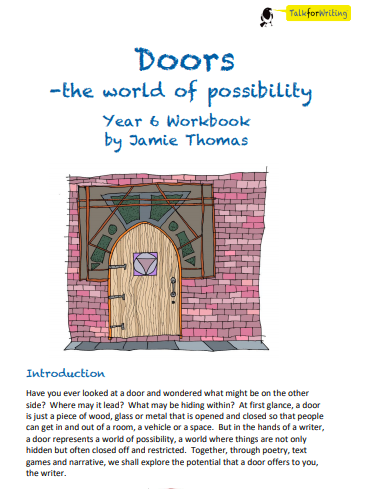 TalkforWriting
Doors
-the world of possibility
Year 6 Workbook
by Jamie Thomas
Introduction
Have you ever looked at a door and wondered what might be on the other
side?  Where may it lead?  What may be hiding within?  At first glance, a door
is just a piece of wood, glass or metal that is opened and closed so that people
can get in and out of a room, a vehicle or a space.  But in the hands of a writer,
a door represents a world of possibility, a world where things are not only
hidden but often closed off and restricted.  Together, through poetry, text
games and narrative, we shall explore the potential that a door offers to you,
the writer.